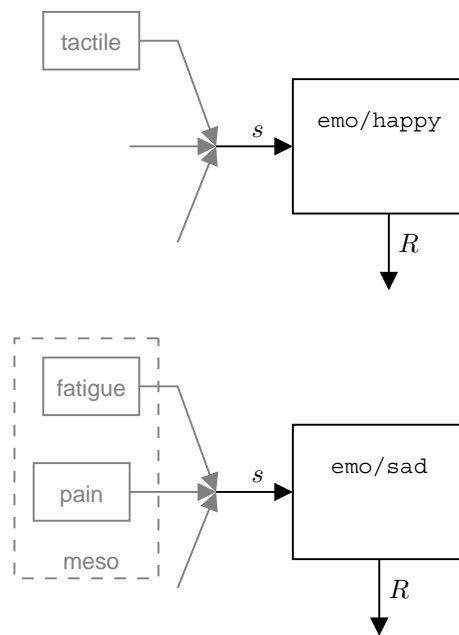 tactile
s
emo/happy
R
fatigue
pain
meso
s
emo/sad
R